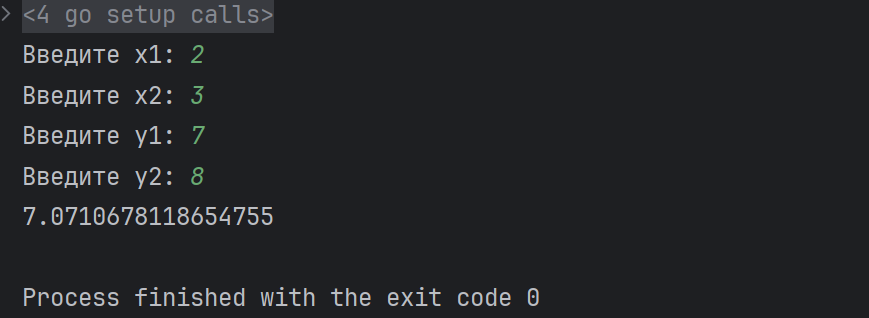 <4 go setup calls>
Введите x1: 2
Введите x2: 3
Введите y1: 7
Введите y2: 8
7.0710678118654755
Process finished with the exit code 0